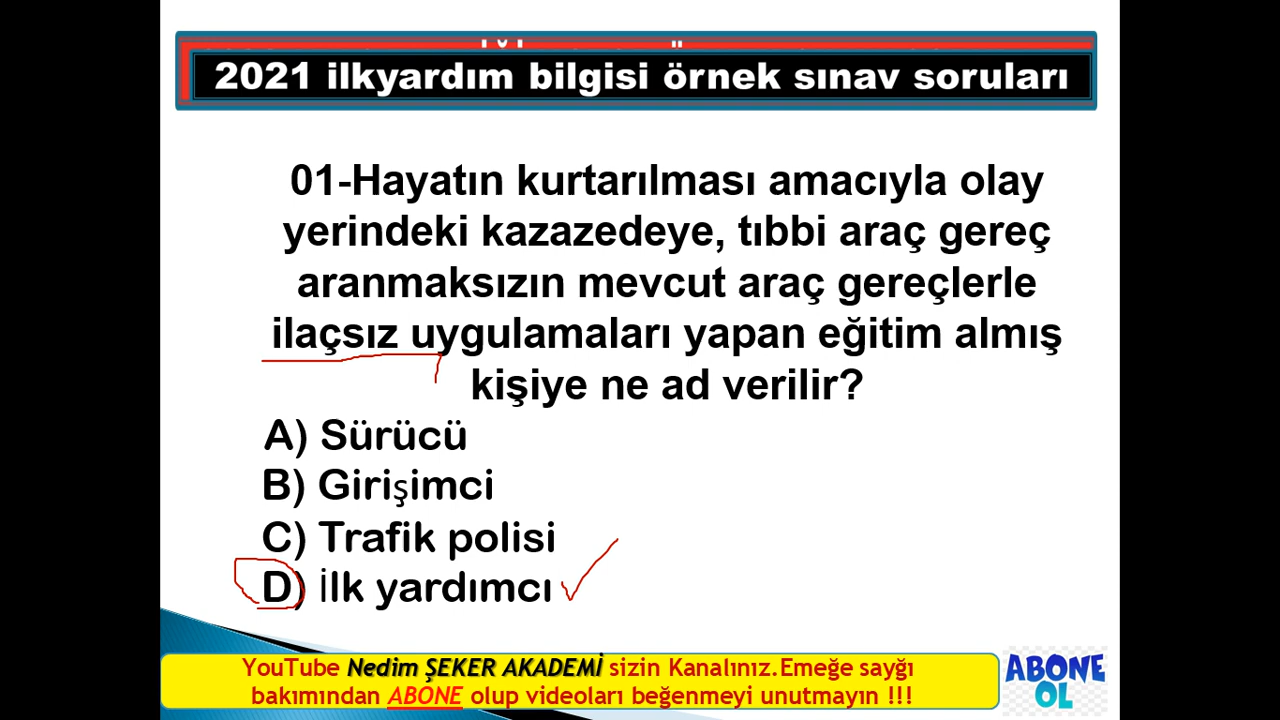 2021 ilkyardım bilgisi örnek sınav soruları
01-Hayatın kurtarılması amacıyla olay
yerindeki kazazedeye, tıbbi araç gereç
aranmaksızın mevcut araç gereçlerle
ilaçsız uygulamaları yapan eğitim almış
kişiye ne ad verilir?
A) Sürücü
B) Girişimci
C) Trafik polisi
D) İlk yardımcı
YouTube Nedim ŞEKER AKADEMİ sizin Kanalınız.Emeğe sayğı
bakımından ABONE olup videoları beğenmeyi unutmayın !!!
ABONE
OL